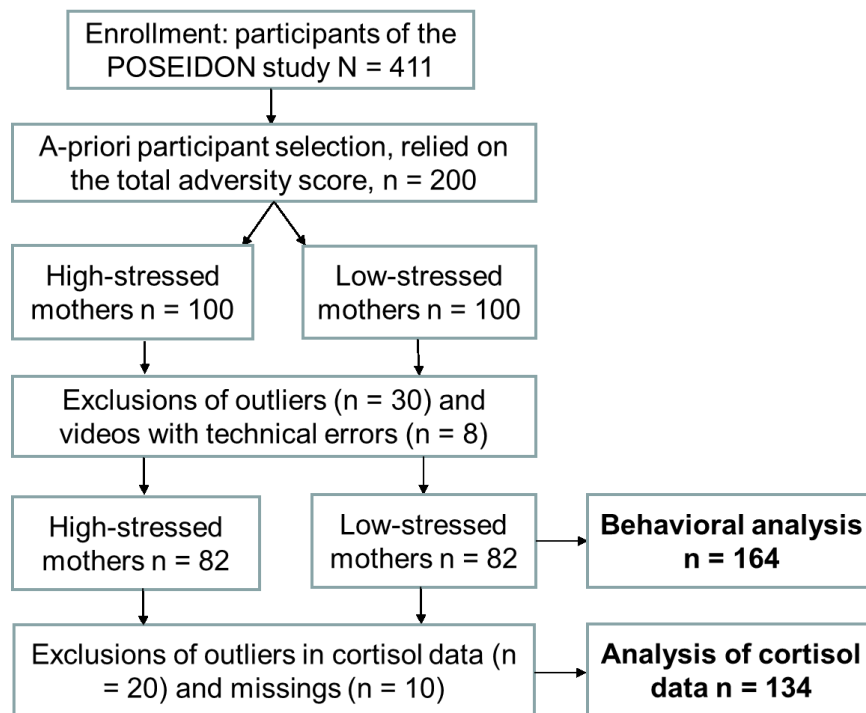 Enrollment: participants of the
POSEIDON study N = 411
A-priori participant selection, relied on
the total adversity score, n = 200
High-stressed
mothers n = 100
Low-stressed
mothers n = 100
Exclusions of outliers (n = 30) and
videos with technical errors (n = 8)
High-stressed
mothers n = 82
Low-stressed
mothers n = 82
Behavioral analysis
n = 164
Exclusions of outliers in cortisol data (n
= 20) and missings (n = 10)
Analysis of cortisol
data n = 134